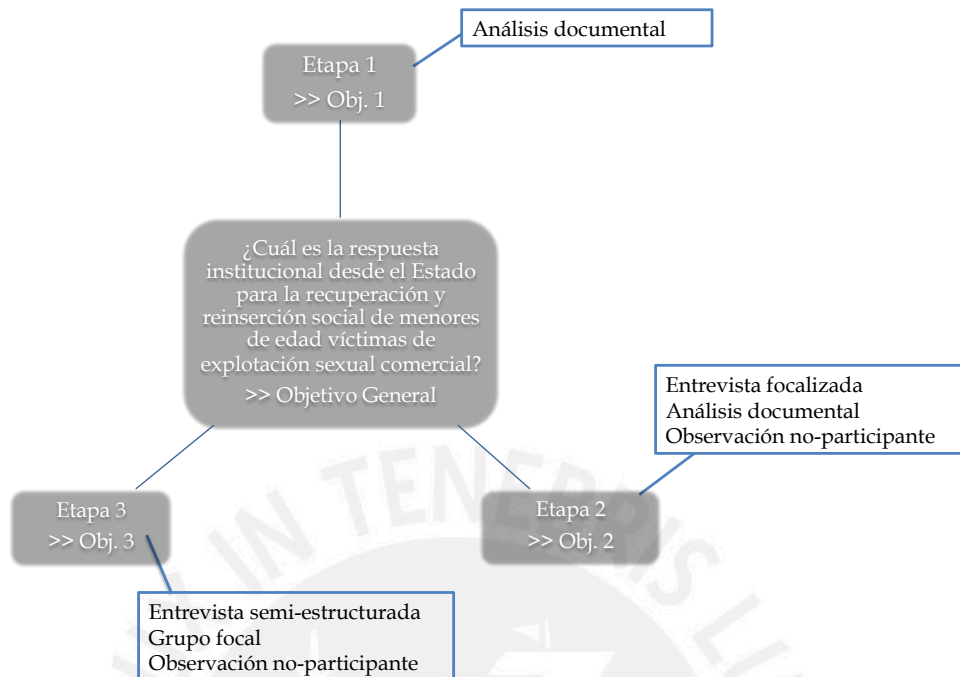 Análisis documental
Etapa 1
>> Obj. 1
¿Cuál es la respuesta
institucional desde el Estado
para la recuperación y
reinserción social de menores
de edad víctimas de
explotación sexual comercial?
>> Objetivo General
Entrevista focalizada
Análisis documental
Observación no-participante
Etapa 3
>> Obj. 3
Etapa 2
>> Obj. 2
Entrevista semi-estructurada
Grupo focal
Observación no-participante
IN TENEBRIS